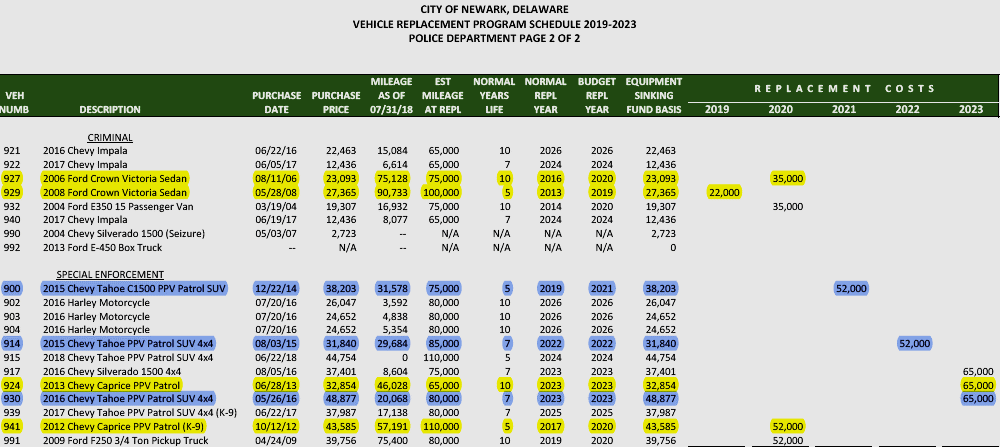 CITY OF NEWARK, DELAWARE
VEHICLE REPLACEMENT PROGRAM SCHEDULE 2019-2023
POLICE DEPARTMENT PAGE 2 OF 2
MILEAGE EST NORMAL NORMAL BUDGET EQUIPMENT
VEH PURCHASE PURCHASE AS OF MILEAGE YEARS REPL REPL SINKING REPLACEMENT COSTS
NUMB DESCRIPTION DATE PRICE 07/31/18 AT REPL LIFE YEAR YEAR FUND BASIS 2019 2020 2021 2022 2023
CRIMINAL
921 2016 Chevy Impala 06/22/16 22,463 15,084 65,000 10 2026 2026 22,463
922 2017 Chevy Impala 06/05/17 12,436 6,614 65,000 7 2024 2024 12,436
927 2006 Ford Crown Victoria Sedan 08/11/06 23,093 75,128 75,000 10 2016 2020 23,093 35,000
929 2008 Ford Crown Victoria Sedan 05/28/08 27,365 90,733 100,000 5 2013 2019 27,365 22,000
932 2004 Ford E350 15 Passenger Van 03/19/04 19,307 16,932 75,000 10 2014 2020 19,307 35,000
940 2017 Chevy Impala 06/19/17 12,436 8,077 65,000 7 2024 2024 12,436
990 2004 Chevy Silverado 1500 (Seizure) 05/03/07 2,723 -- N/A N/A N/A N/A 2,723
992 2013 Ford E-450 Box Truck -- N/A -- N/A N/A N/A N/A 0
SPECIAL ENFORCEMENT
900 2015 Chevy Tahoe C1500 PPV Patrol SUV 12/22/14 38,203 31,578 75,000 5 2019 2021 38,203 52,000
902 2016 Harley Motorcycle 07/20/16 26,047 3,592 80,000 10 2026 2026 26,047
903 2016 Harley Motorcycle 07/20/16 24,652 4,838 80,000 10 2026 2026 24,652
904 2016 Harley Motorcycle 07/20/16 24,652 5,354 80,000 10 2026 2026 24,652
914 2015 Chevy Tahoe PPV Patrol SUV 4x4 08/03/15 31,840 29,684 85,000 7 2022 2022 31,840 52,000
915 2018 Chevy Tahoe PPV Patrol SUV 4x4 06/22/18 44,754 0 110,000 5 2024 2024 44,754
917 2016 Chevy Silverado 1500 4x4 08/05/16 37,401 8,604 75,000 7 2023 2023 37,401 65,000
924 2013 Chevy Caprice PPV Patrol 06/28/13 32,854 46,028 65,000 10 2023 2023 32,854 65,000
930 2016 Chevy Tahoe PPV Patrol SUV 4x4 05/26/16 48,877 20,068 80,000 7 2023 2023 48,877 65,000
939 2017 Chevy Tahoe PPV Patrol SUV 4x4 (K-9) 06/22/17 37,987 17,138 80,000 7 2025 2025 37,987
941 2012 Chevy Caprice PPV Patrol (K-9) 10/12/12 43,585 57,191 110,000 5 2017 2020 43,585 52,000
991 2009 Ford F250 3/4 Ton Pickup Truck 04/24/09 39,756 75,400 80,000 10 2019 2020 39,756 52,000